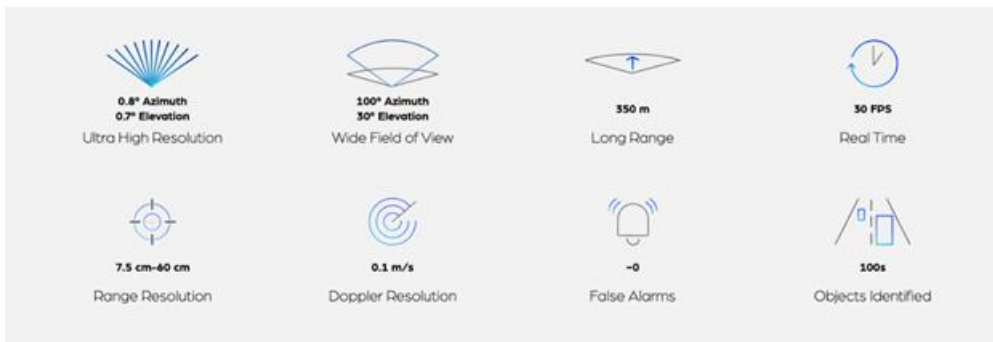 0.8° Azimuth
0.7° Elevation
Ultra High Resolution
100° Azimuth
30° Elevation
Wide Field of View
350 m
Long Range
30 FPS
Real Time
7.5 cm-60 cm
Range Resolution
0.1 m/s
Doppler Resolution
~0
False Alarms
100s
Objects Identified